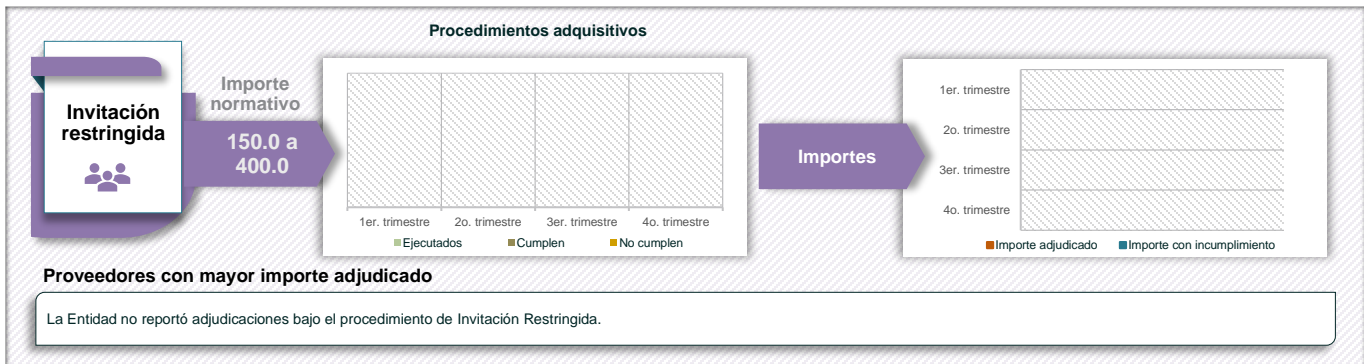 Procedimientos adquisitivos
Invitación
restringida
Importe
normativo
150.0 a
400.0
1er. trimestre
2o. trimestre
3er. trimestre
4o. trimestre
Ejecutados
Cumplen
No cumplen
Importes
1er. trimestre
2o. trimestre
3er. trimestre
4o. trimestre
Importe adjudicado
Importe con incumplimiento
Proveedores con mayor importe adjudicado
La Entidad no reportó adjudicaciones bajo el procedimiento de Invitación Restringida.